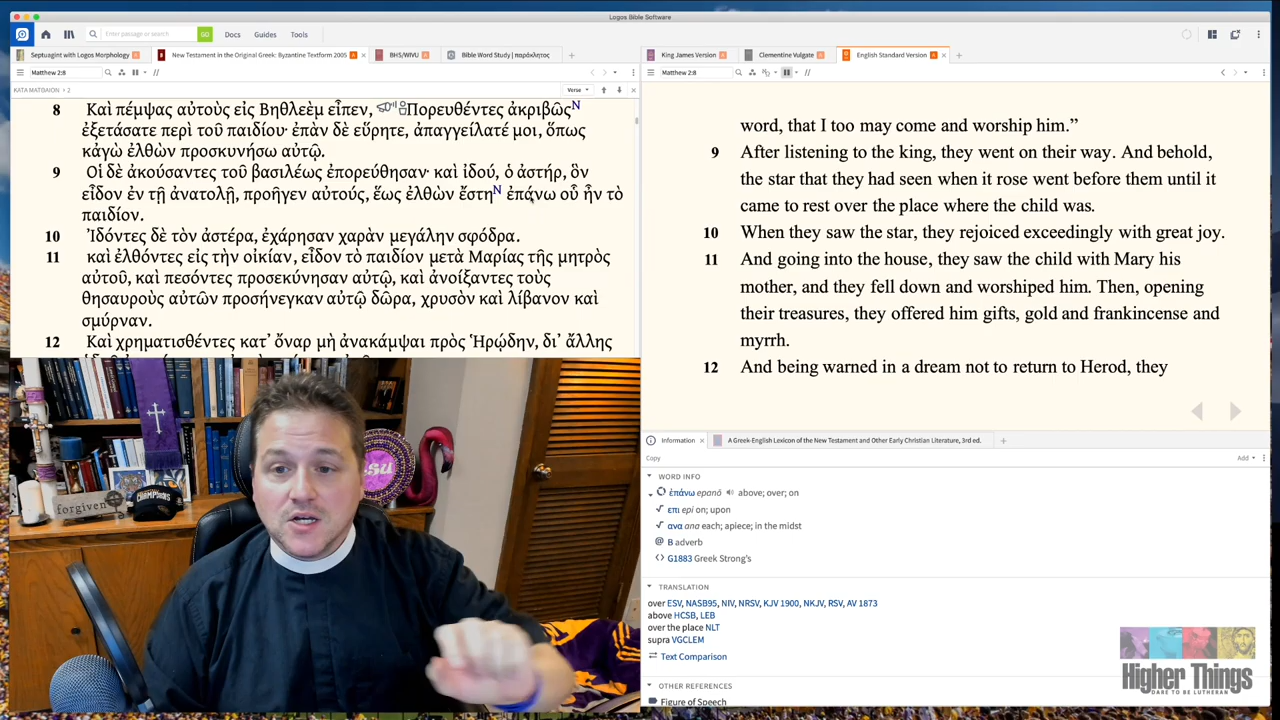 Logos Bible Software
Enter passage or search
GO
Docs
Guides
Tools
Septuagint with Logos Morphology
New Testament in the Original Greek: Byzantine Textform 2005
BHS/WIVU
Bible Word Study | παράκλητος
King James Version
Clementine Vulgate
English Standard Version
Matthew 2:8
Matthew 2:8
ΚΑΤΑ ΜΑΤΘΑΙΟΝ > 2
Verse
8 Καὶ πέμψας αὐτοὺς εἰς Βηθλεὲμ εἶπεν, Πορευθέντες ἀκριβῶς N
ἐξετάσατε περὶ τοῦ παιδίου· ἐπὰν δὲ εὕρητε, ἀπαγγείλατέ μοι, ὅπως
κἀγὼ ἐλθὼν προσκυνήσω αὐτῷ.
9 Οἱ δὲ ἀκούσαντες τοῦ βασιλέως ἐπορεύθησαν· καὶ ἰδού, ὁ ἀστήρ, ὃν
εἶδον ἐν τῇ ἀνατολῇ, προῆγεν αὐτούς, ἕως ἐλθὼν ἔστη N ἐπάνω οὗ ἦν τὸ
παιδίον.
10 Ἰδόντες δὲ τὸν ἀστέρα, ἐχάρησαν χαρὰν μεγάλην σφόδρα.
11 καὶ ἐλθόντες εἰς τὴν οἰκίαν, εἶδον τὸ παιδίον μετὰ Μαρίας τῆς μητρὸς
αὐτοῦ, καὶ πεσόντες προσεκύνησαν αὐτῷ, καὶ ἀνοίξαντες τοὺς
θησαυροὺς αὐτῶν προσήνεγκαν αὐτῷ δῶρα, χρυσὸν καὶ λίβανον καὶ
σμύρναν.
12 Καὶ χρηματισθέντες κατ’ ὄναρ μὴ ἀνακάμψαι πρὸς Ἡρῴδην, δι’ ἄλλης
word, that I too may come and worship him.”
9 After listening to the king, they went on their way. And behold,
the star that they had seen when it rose went before them until it
came to rest over the place where the child was.
10 When they saw the star, they rejoiced exceedingly with great joy.
11 And going into the house, they saw the child with Mary his
mother, and they fell down and worshiped him. Then, opening
their treasures, they offered him gifts, gold and frankincense and
myrrh.
12 And being warned in a dream not to return to Herod, they
Information
A Greek-English Lexicon of the New Testament and Other Early Christian Literature, 3rd ed.
Copy
Add
WORD INFO
ἐπάνω epanō above; over; on
επι epi on; upon
ανα ana each; apiece; in the midst
@ B adverb
G1883 Greek Strong's
TRANSLATION
over ESV, NASB95, NIV, NRSV, KJV 1900, NKJV, RSV, AV 1873
above HCSB, LEB
over the place NLT
supra VGCLEM
Text Comparison
OTHER REFERENCES
Figure of Speech
forgiven
CHAMPIONS
SU
Higher Things
DARE TO BE LUTHERAN